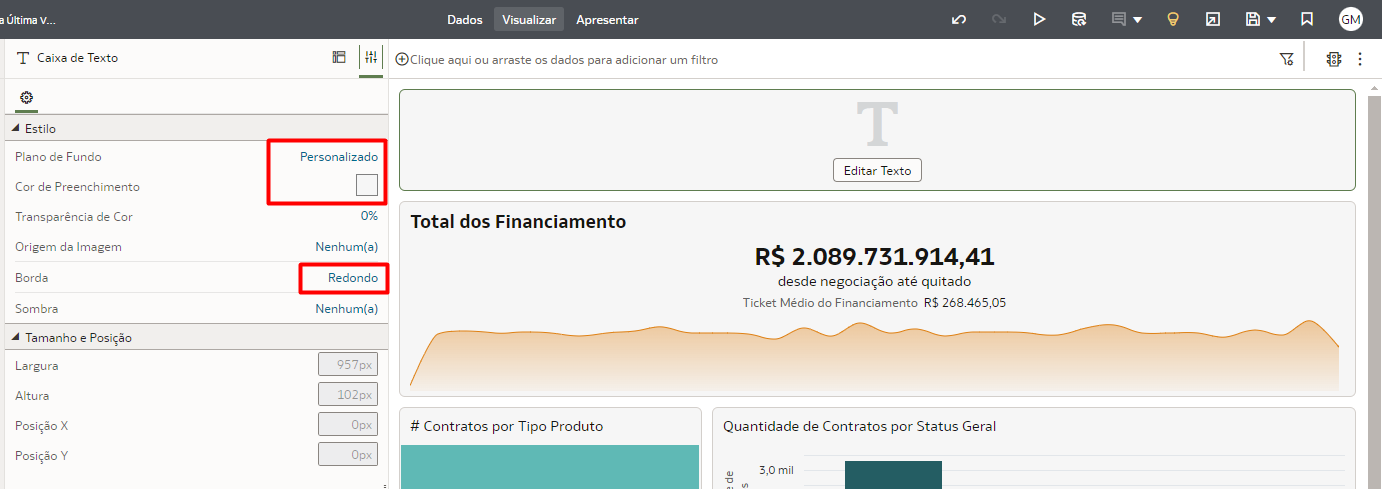 a Última V...
Dados
Visualizar
Apresentar
GM
Caixa de Texto
Clique aqui ou arraste os dados para adicionar um filtro
Estilo
Plano de Fundo
Personalizado
Cor de Preenchimento
Transparência de Cor
0%
Origem da Imagem
Nenhum(a)
Borda
Redondo
Sombra
Nenhum(a)
Tamanho e Posição
Largura
957px
Altura
102px
Posição X
0px
Posição Y
0px
T
Editar Texto
Total dos Financiamento
R$ 2.089.731.914,41
desde negociação até quitado
Ticket Médio do Financiamento R$ 268.465,05
# Contratos por Tipo Produto
Quantidade de Contratos por Status Geral
3,0 mil